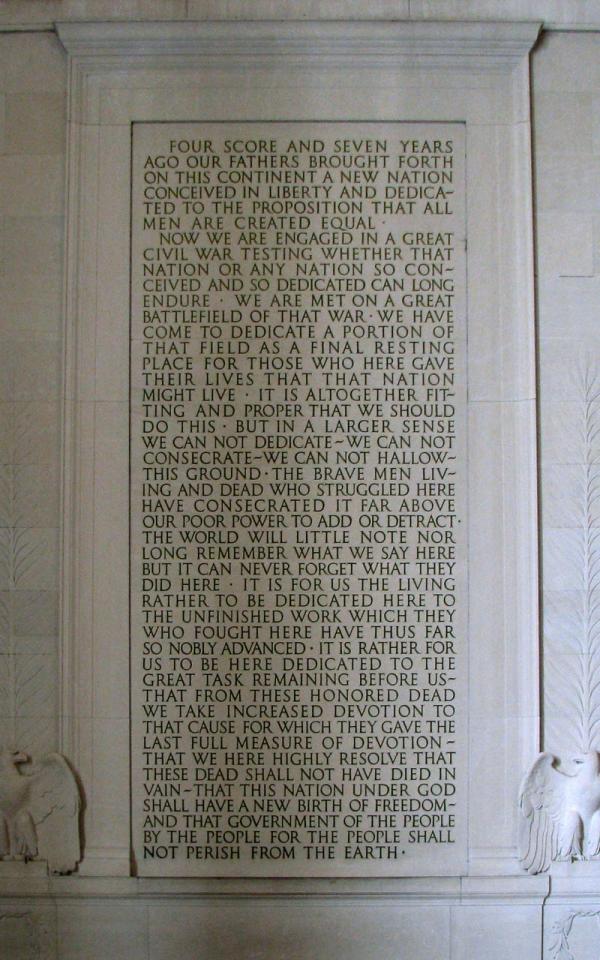 FOUR SCORE AND SEVEN YEARS
AGO OUR FATHERS BROUGHT FORTH
ON THIS CONTINENT A NEW NATION
CONCEIVED IN LIBERTY AND DEDICA~
TED TO THE PROPOSITION THAT ALL
MEN ARE CREATED EQUAL ·
NOW WE ARE ENGAGED IN A GREAT
CIVIL WAR TESTING WHETHER THAT
NATION OR ANY NATION SO CON~
CEIVED AND SO DEDICATED CAN LONG
ENDURE · WE ARE MET ON A GREAT
BATTLEFIELD OF THAT WAR · WE HAVE
COME TO DEDICATE A PORTION OF
THAT FIELD AS A FINAL RESTING
PLACE FOR THOSE WHO HERE GAVE
THEIR LIVES THAT THAT NATION
MIGHT LIVE · IT IS ALTOGETHER FIT~
TING AND PROPER THAT WE SHOULD
DO THIS · BUT IN A LARGER SENSE
WE CAN NOT DEDICATE~WE CAN NOT
CONSECRATE~WE CAN NOT HALLOW~
THIS GROUND · THE BRAVE MEN LIV~
ING AND DEAD WHO STRUGGLED HERE
HAVE CONSECRATED IT FAR ABOVE
OUR POOR POWER TO ADD OR DETRACT ·
THE WORLD WILL LITTLE NOTE NOR
LONG REMEMBER WHAT WE SAY HERE
BUT IT CAN NEVER FORGET WHAT THEY
DID HERE · IT IS FOR US THE LIVING
RATHER TO BE DEDICATED HERE TO
THE UNFINISHED WORK WHICH THEY
WHO FOUGHT HERE HAVE THUS FAR
SO NOBLY ADVANCED · IT IS RATHER FOR
US TO BE HERE DEDICATED TO THE
GREAT TASK REMAINING BEFORE US~
THAT FROM THESE HONORED DEAD
WE TAKE INCREASED DEVOTION TO
THAT CAUSE FOR WHICH THEY GAVE THE
LAST FULL MEASURE OF DEVOTION~
THAT WE HERE HIGHLY RESOLVE THAT
THESE DEAD SHALL NOT HAVE DIED IN
VAIN~THAT THIS NATION UNDER GOD
SHALL HAVE A NEW BIRTH OF FREEDOM~
AND THAT GOVERNMENT OF THE PEOPLE
BY THE PEOPLE FOR THE PEOPLE SHALL
NOT PERISH FROM THE EARTH ·